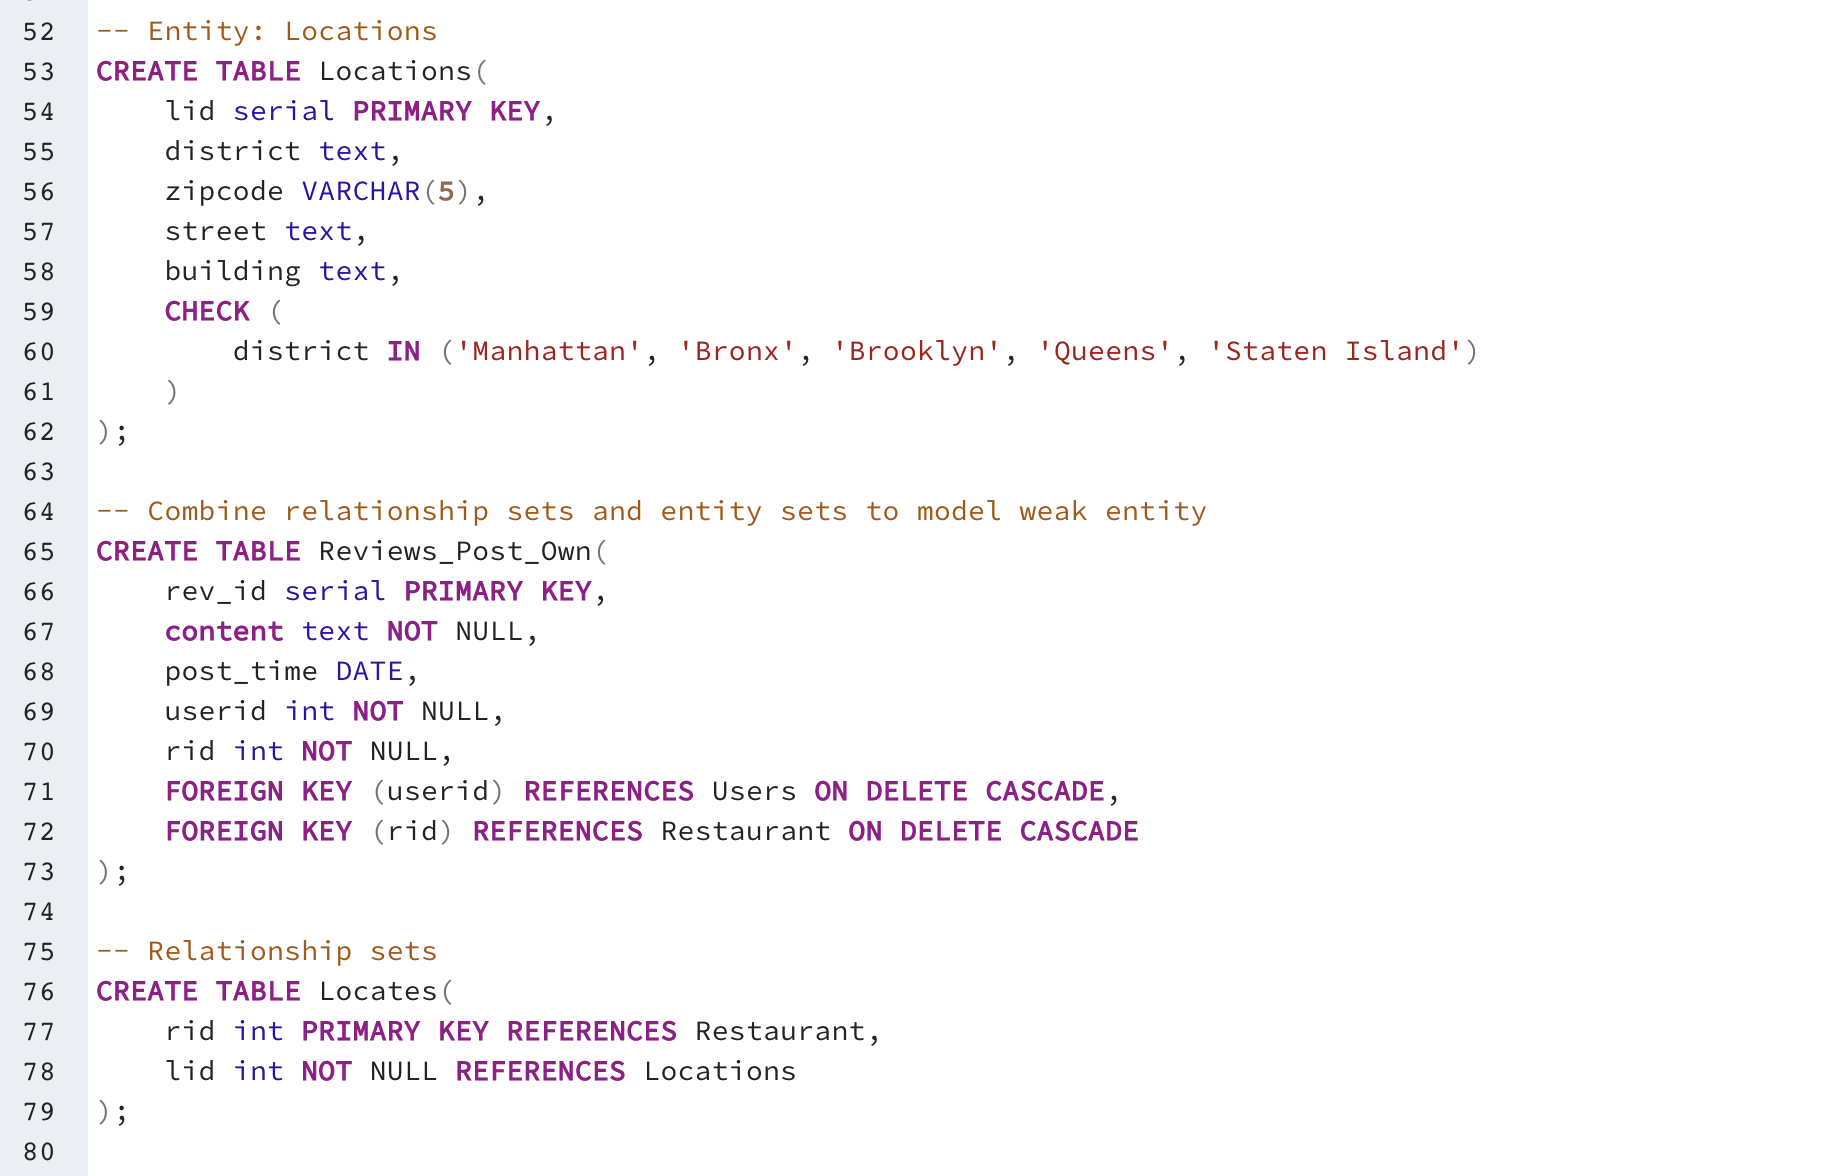 52 -- Entity: Locations
53 CREATE TABLE Locations(
54     lid serial PRIMARY KEY,
55     district text,
56     zipcode VARCHAR(5),
57     street text,
58     building text,
59     CHECK (
60         district IN ('Manhattan', 'Bronx', 'Brooklyn', 'Queens', 'Staten Island')
61     )
62 );
63
64 -- Combine relationship sets and entity sets to model weak entity
65 CREATE TABLE Reviews_Post_Own(
66     rev_id serial PRIMARY KEY,
67     content text NOT NULL,
68     post_time DATE,
69     userid int NOT NULL,
70     rid int NOT NULL,
71     FOREIGN KEY (userid) REFERENCES Users ON DELETE CASCADE,
72     FOREIGN KEY (rid) REFERENCES Restaurant ON DELETE CASCADE
73 );
74
75 -- Relationship sets
76 CREATE TABLE Locates(
77     rid int PRIMARY KEY REFERENCES Restaurant,
78     lid int NOT NULL REFERENCES Locations
79 );
80